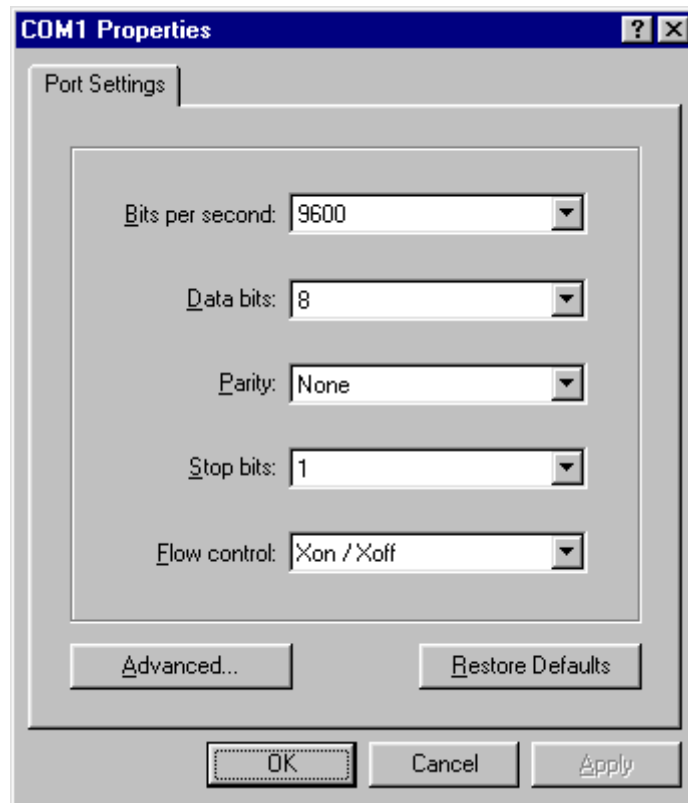 COM1 Properties
Port Settings
Bits per second: 9600
Data bits: 8
Parity: None
Stop bits: 1
Flow control: Xon / Xoff
Advanced... Restore Defaults
OK Cancel Apply